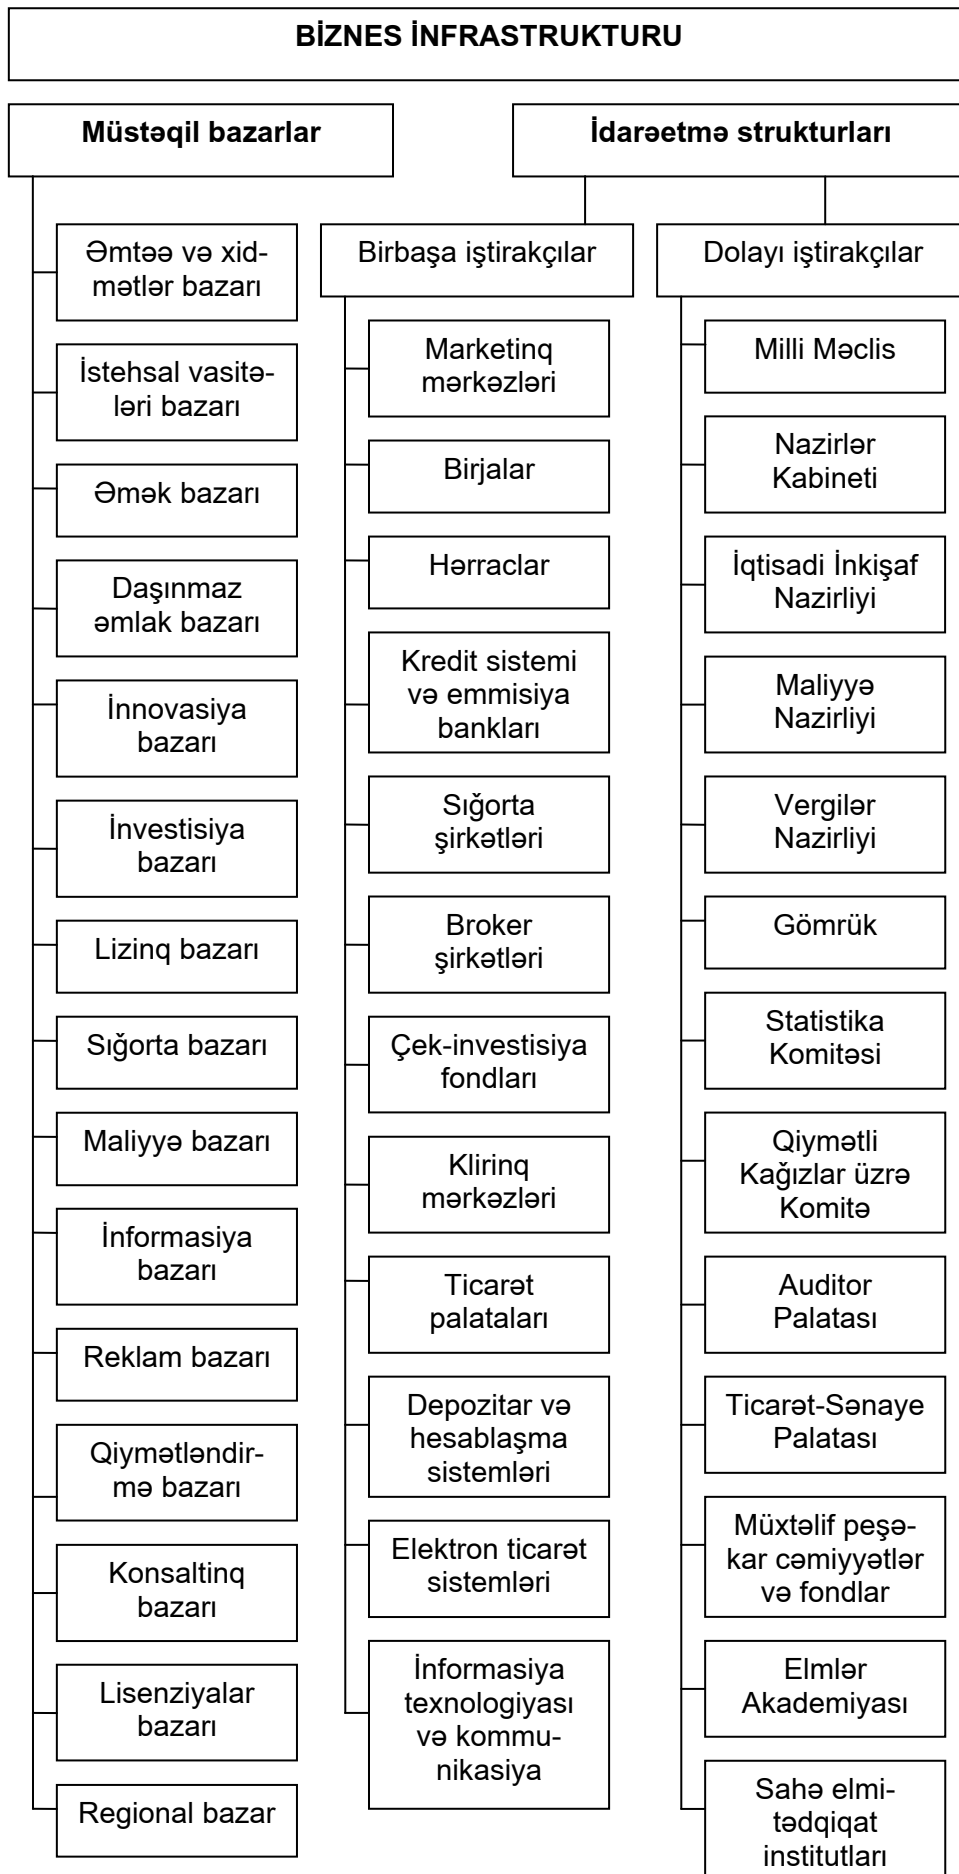 BİZNES İNFRASTRUKTURU
Müstəqil bazarlar
Əmtəə və xid-
mətlər bazarı
İstehsal vasitə-
ləri bazarı
Əmək bazarı
Daşınmaz
əmlak bazarı
İnnovasiya
bazarı
İnvestisiya
bazarı
Lizinq bazarı
Sığorta bazarı
Maliyyə bazarı
İnformasiya
bazarı
Reklam bazarı
Qiymətləndir-
mə bazarı
Konsaltinq
bazarı
Lisenziyalar
bazarı
Regional bazar
İdarəetmə strukturları
Birbaşa iştirakçılar
Marketinq
mərkəzləri
Birjalar
Hərraclar
Kredit sistemi
və emmisiya
bankları
Sığorta
şirkətləri
Broker
şirkətləri
Çek-investisiya
fondları
Klirinq
mərkəzləri
Ticarət
palataları
Depozitar və
hesablaşma
sistemləri
Elektron ticarət
sistemləri
İnformasiya
texnologiyası
və kommu-
nikasiya
Dolayı iştirakçılar
Milli Məclis
Nazirlər
Kabineti
İqtisadi İnkişaf
Nazirliyi
Maliyyə
Nazirliyi
Vergilər
Nazirliyi
Gömrük
Statistika
Komitəsi
Qiymətli
Kağızlar üzrə
Komitə
Auditor
Palatası
Ticarət-Sənaye
Palatası
Müxtəlif peşə-
kar cəmiyyətlər
və fondlar
Elmlər
Akademiyası
Sahə elmi-
tədqiqat
institutları